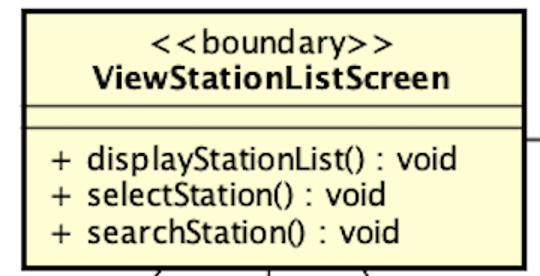 <<boundary>>
ViewStationListScreen
+ displayStationList() : void
+ selectStation() : void
+ searchStation() : void